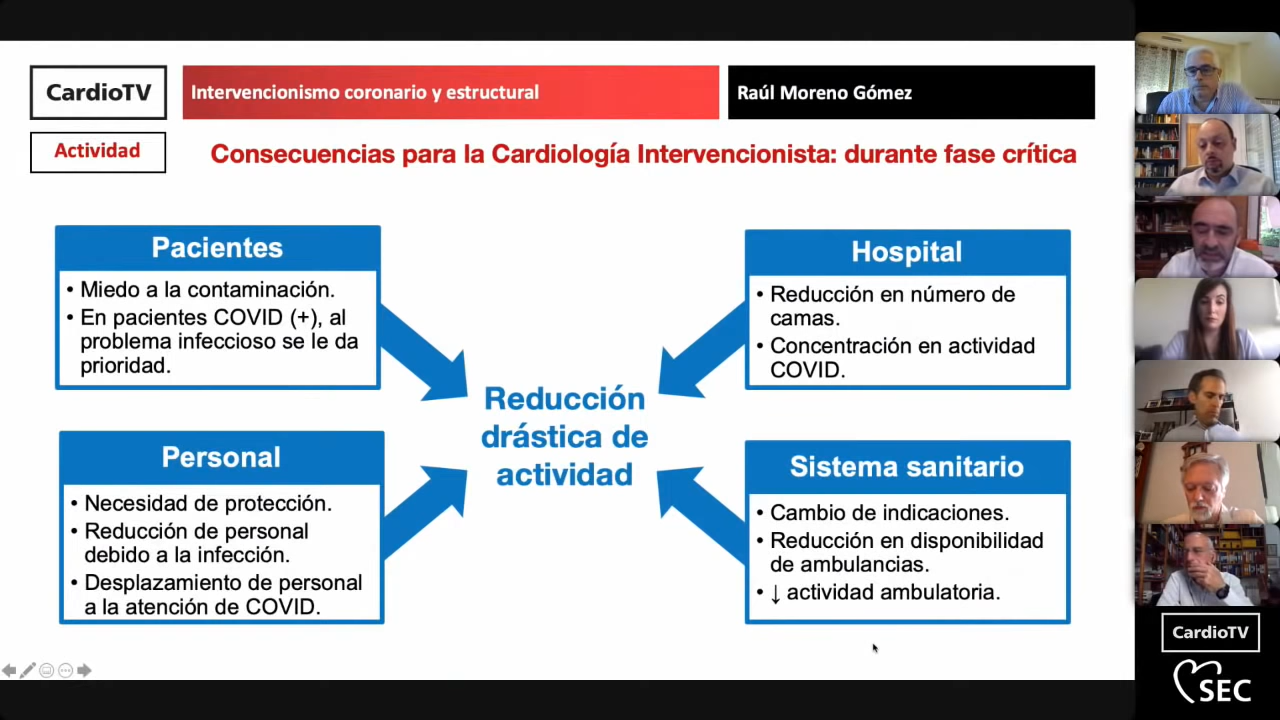 CardioTV
Intervencionismo coronario y estructural
Raúl Moreno Gómez
Actividad
Consecuencias para la Cardiología Intervencionista: durante fase crítica
Pacientes
• Miedo a la contaminación.
• En pacientes COVID (+), al
problema infeccioso se le da
prioridad.
Hospital
• Reducción en número de
camas.
• Concentración en actividad
COVID.
Reducción
drástica de
actividad
Personal
• Necesidad de protección.
• Reducción de personal
debido a la infección.
• Desplazamiento de personal
a la atención de COVID.
Sistema sanitario
• Cambio de indicaciones.
• Reducción en disponibilidad
de ambulancias.
• ↓ actividad ambulatoria.
CardioTV
SEC